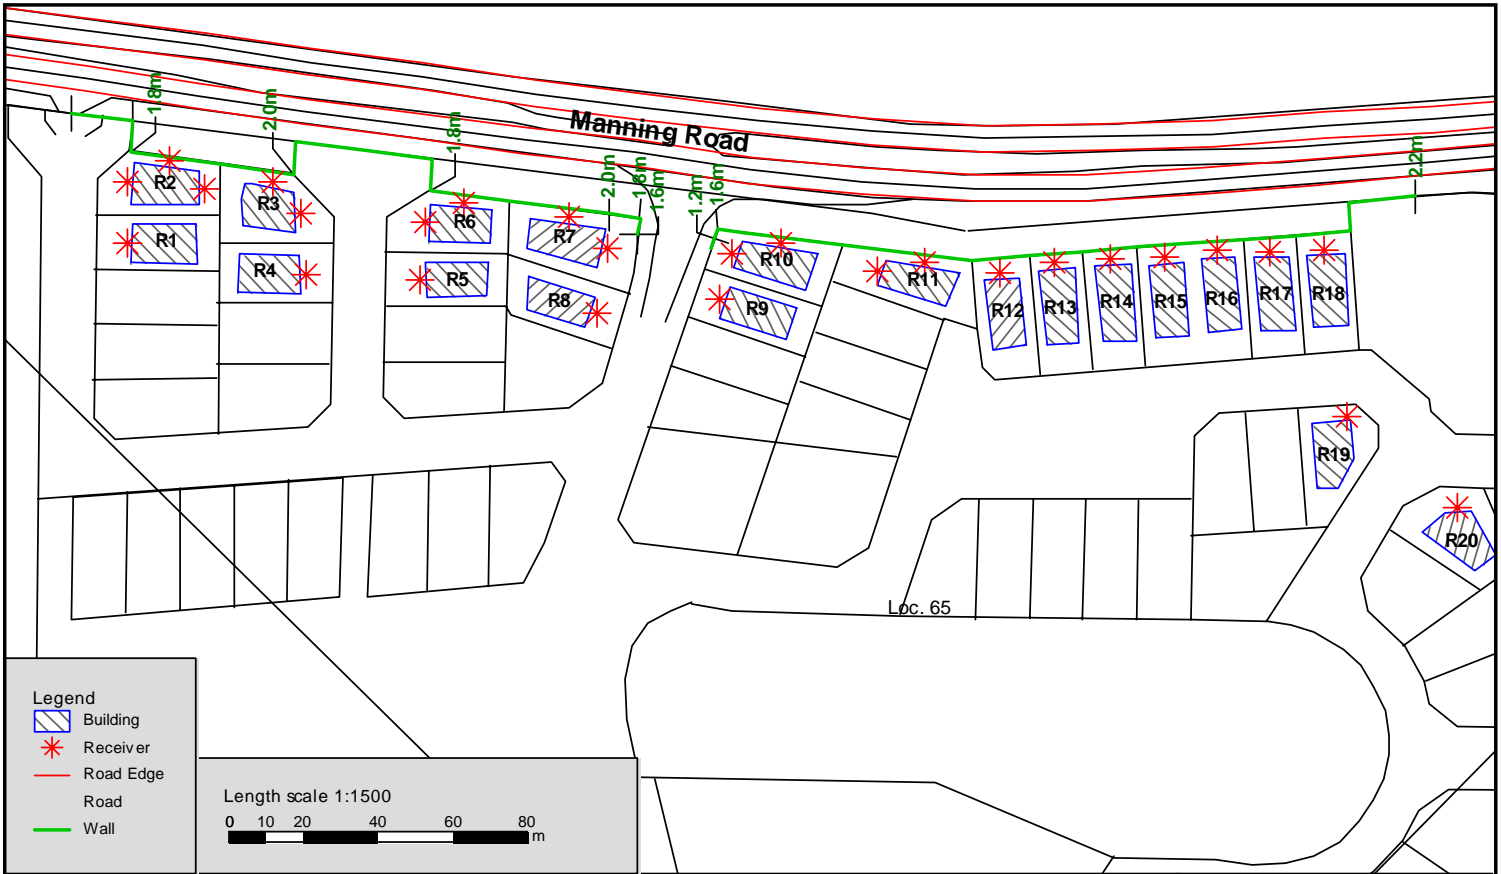 Manning Road
1.8m
2.0m
1.8m
2.0m
1.8m
1.6m
1.2m
1.6m
2.2m
R2
R3
R1
R4
R6
R7
R5
R8
R10
R9
R11
R12
R13
R14
R15
R16
R17
R18
R19
R20
Loc. 65
Legend
Building
Receiver
Road Edge
Road
Wall
Length scale 1:1500
0 10 20 40 60 80
m